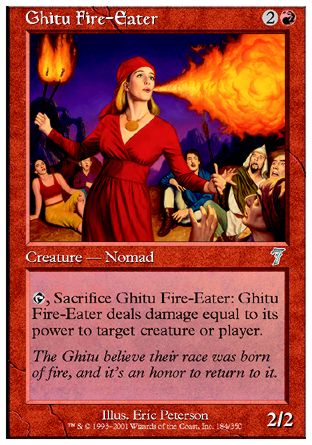 Ghitu Fire-Eater 2
Creature — Nomad 7
, Sacrifice Ghitu Fire-Eater: Ghitu
Fire-Eater deals damage equal to its
power to target creature or player.
The Ghitu believe their race was born
of fire, and it's an honor to return to it.
Illus. Eric Peterson
™ & © 1993–2001 Wizards of the Coast, Inc. 184/350
2/2